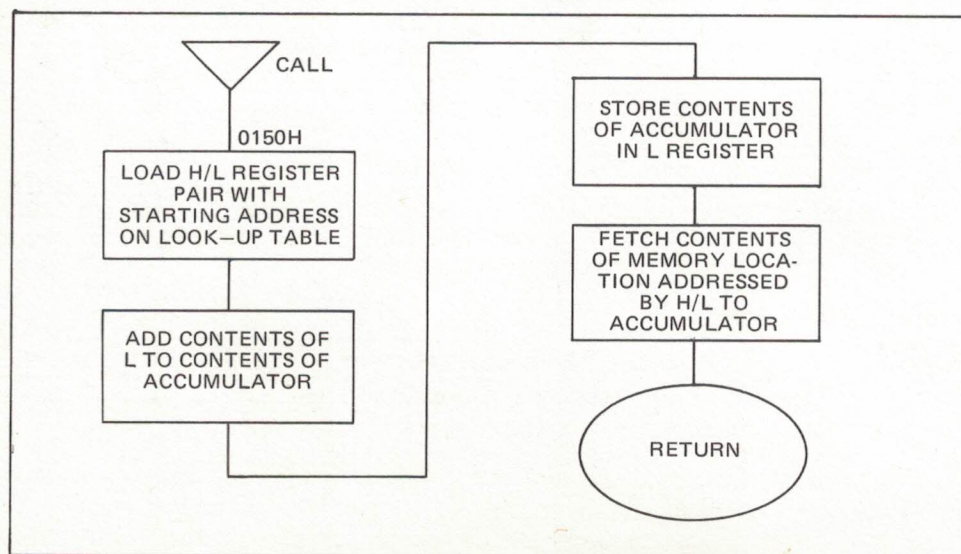 CALL
0150H
LOAD H/L REGISTER
PAIR WITH
STARTING ADDRESS
ON LOOK—UP TABLE
ADD CONTENTS OF
L TO CONTENTS OF
ACCUMULATOR
STORE CONTENTS
OF ACCUMULATOR
IN L REGISTER
FETCH CONTENTS
OF MEMORY LOCA-
TION ADDRESSED
BY H/L TO
ACCUMULATOR
RETURN